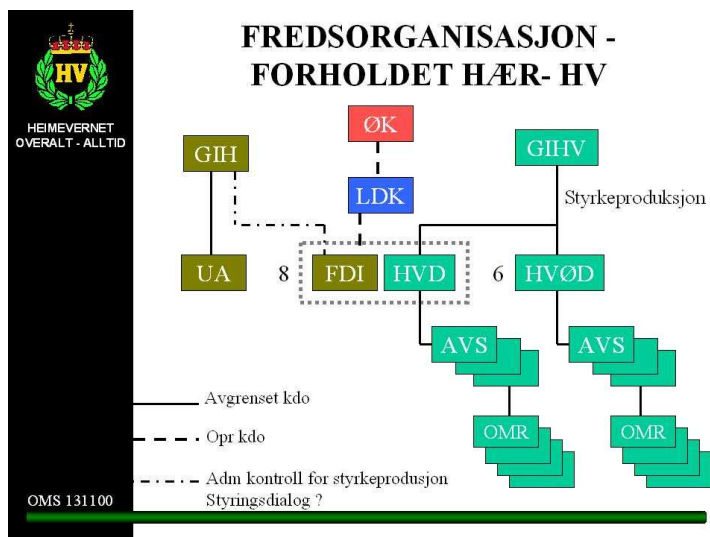 FREDSORGANISASJON -
FORHOLDET HÆR- HV
HV
HEIMEVERNET
OVERALT - ALLTID
ØK
GIH
GIHV
LDK
Styrkeproduksjon
UA
8
FDI
HVD
6
HVØD
AVS
AVS
OMR
OMR
Avgrenset kdo
Opr kdo
Adm kontroll for styrkeprodusjon
Styringsdialog ?
OMS 131100